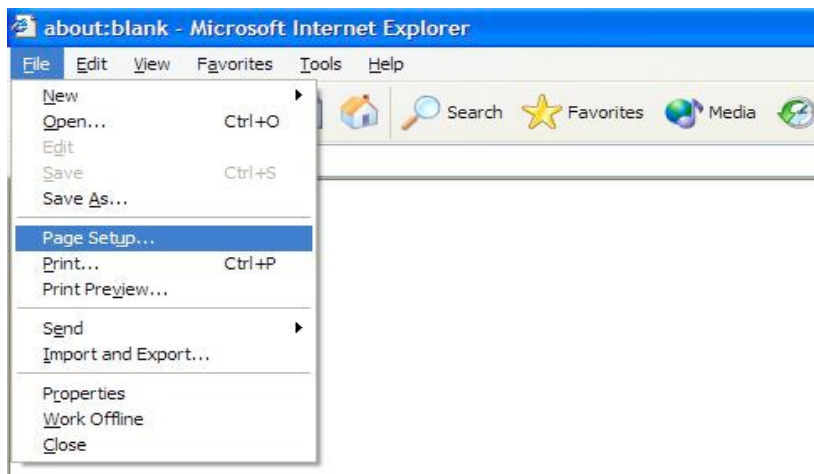 about:blank - Microsoft Internet Explorer
File Edit View Favorites Tools Help
Search Favorites Media
New
Open... Ctrl+O
Edit
Save Ctrl+S
Save As...
Page Setup...
Print... Ctrl+P
Print Preview...
Send
Import and Export...
Properties
Work Offline
Close